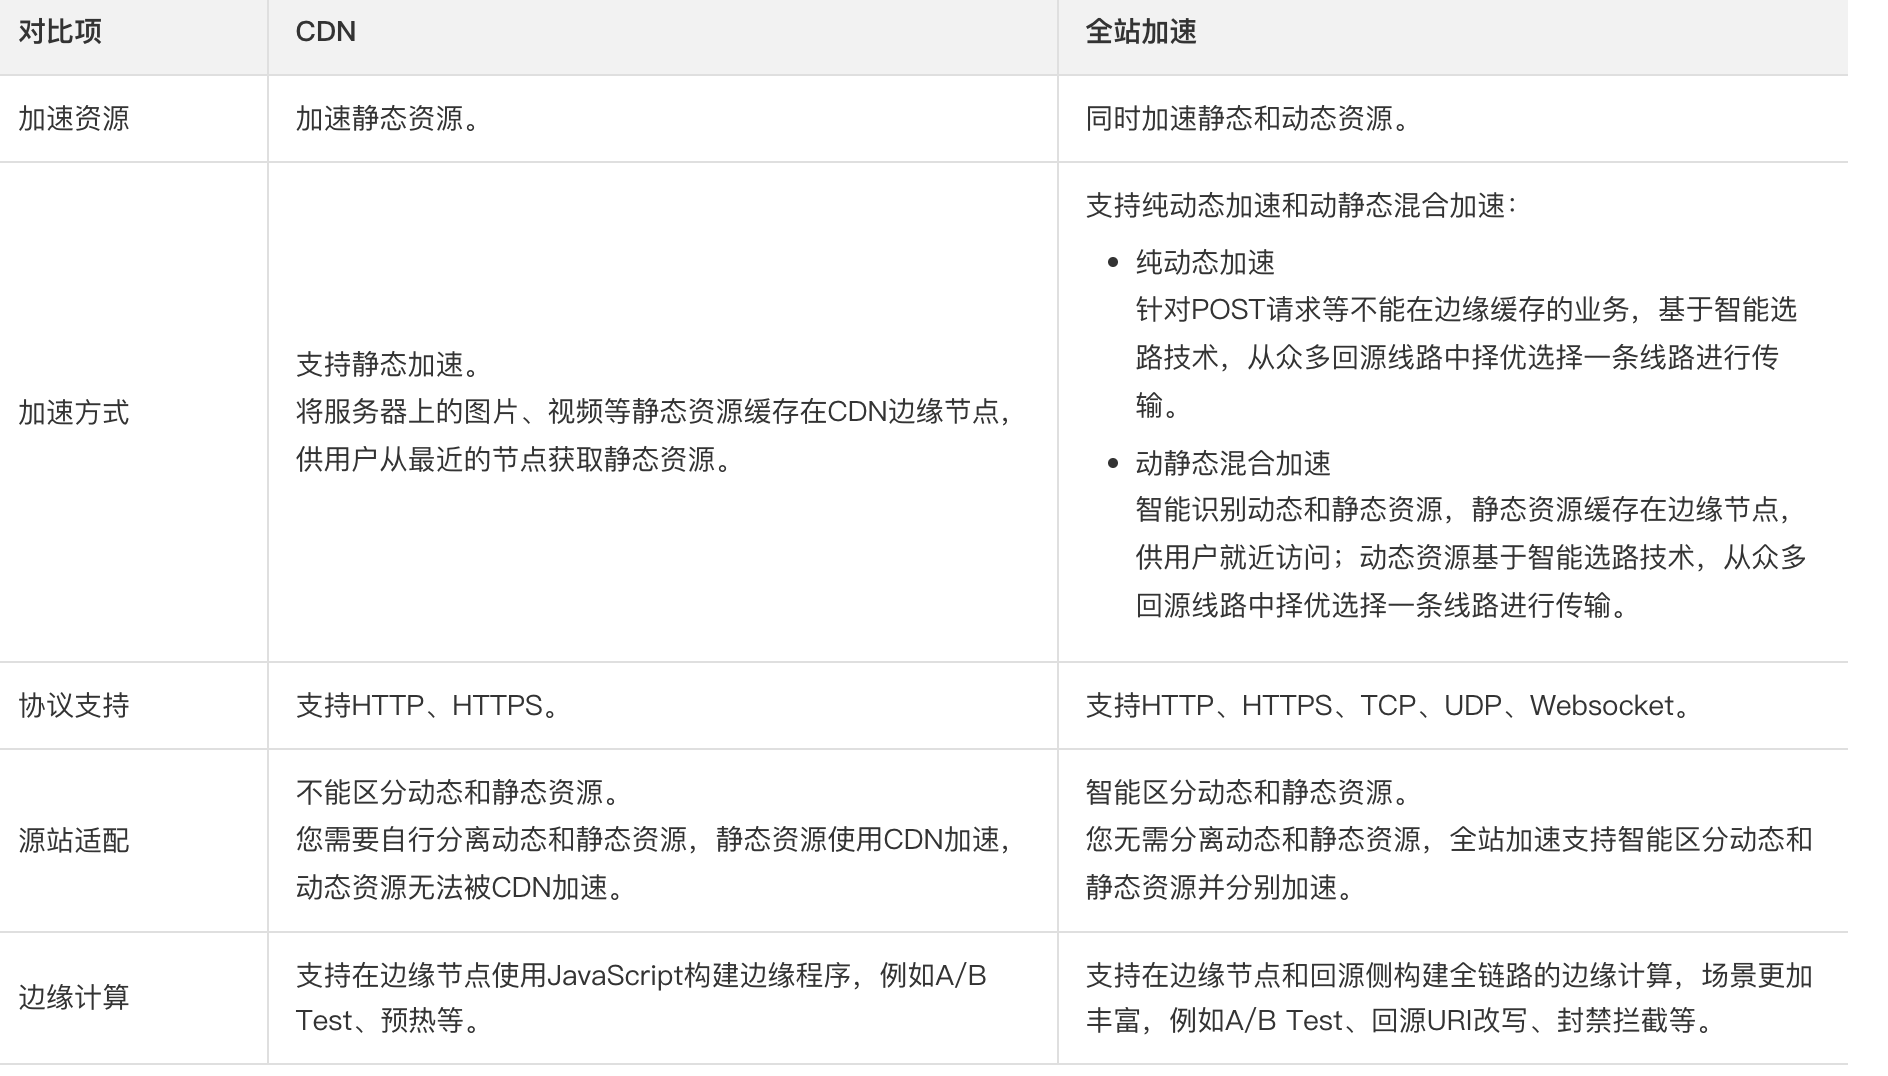 对比项
CDN
全站加速
加速资源
加速静态资源。
同时加速静态和动态资源。
加速方式
支持静态加速。
将服务器上的图片、视频等静态资源缓存在CDN边缘节点，
供用户从最近的节点获取静态资源。
支持纯动态加速和动静态混合加速：
• 纯动态加速
针对POST请求等不能在边缘缓存的业务，基于智能选
路技术，从众多回源线路中择优选择一条线路进行传
输。
• 动静态混合加速
智能识别动态和静态资源，静态资源缓存在边缘节点，
供用户就近访问；动态资源基于智能选路技术，从众多
回源线路中择优选择一条线路进行传输。
协议支持
支持HTTP、HTTPS。
支持HTTP、HTTPS、TCP、UDP、Websocket。
源站适配
不能区分动态和静态资源。
您需要自行分离动态和静态资源，静态资源使用CDN加速，
动态资源无法被CDN加速。
智能区分动态和静态资源。
您无需分离动态和静态资源，全站加速支持智能区分动态和
静态资源并分别加速。
边缘计算
支持在边缘节点使用JavaScript构建边缘程序，例如A/B
Test、预热等。
支持在边缘节点和回源侧构建全链路的边缘计算，场景更加
丰富，例如A/B Test、回源URI改写、封禁拦截等。